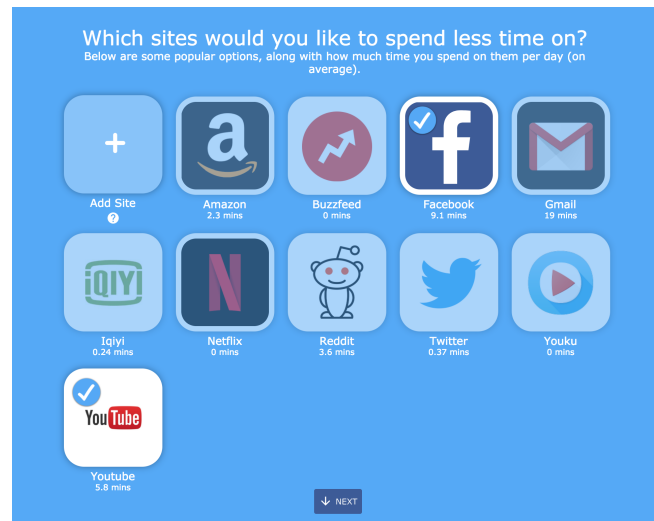 Which sites would you like to spend less time on?
Below are some popular options, along with how much time you spend on them per day (on
average).
Add Site
?
Amazon
2.3 mins
Buzzfeed
0 mins
Facebook
9.1 mins
Gmail
19 mins
iQIYI
Iqiyi
0.24 mins
Netflix
0 mins
Reddit
3.6 mins
Twitter
0.37 mins
Youku
0 mins
YouTube
Youtube
5.8 mins
NEXT